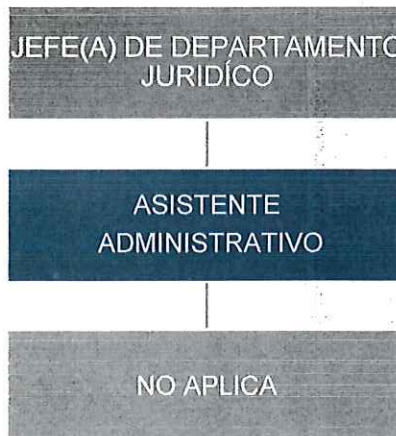 JEFE(A) DE DEPARTAMENTO
JURIDÍCO
ASISTENTE
ADMINISTRATIVO
NO APLICA